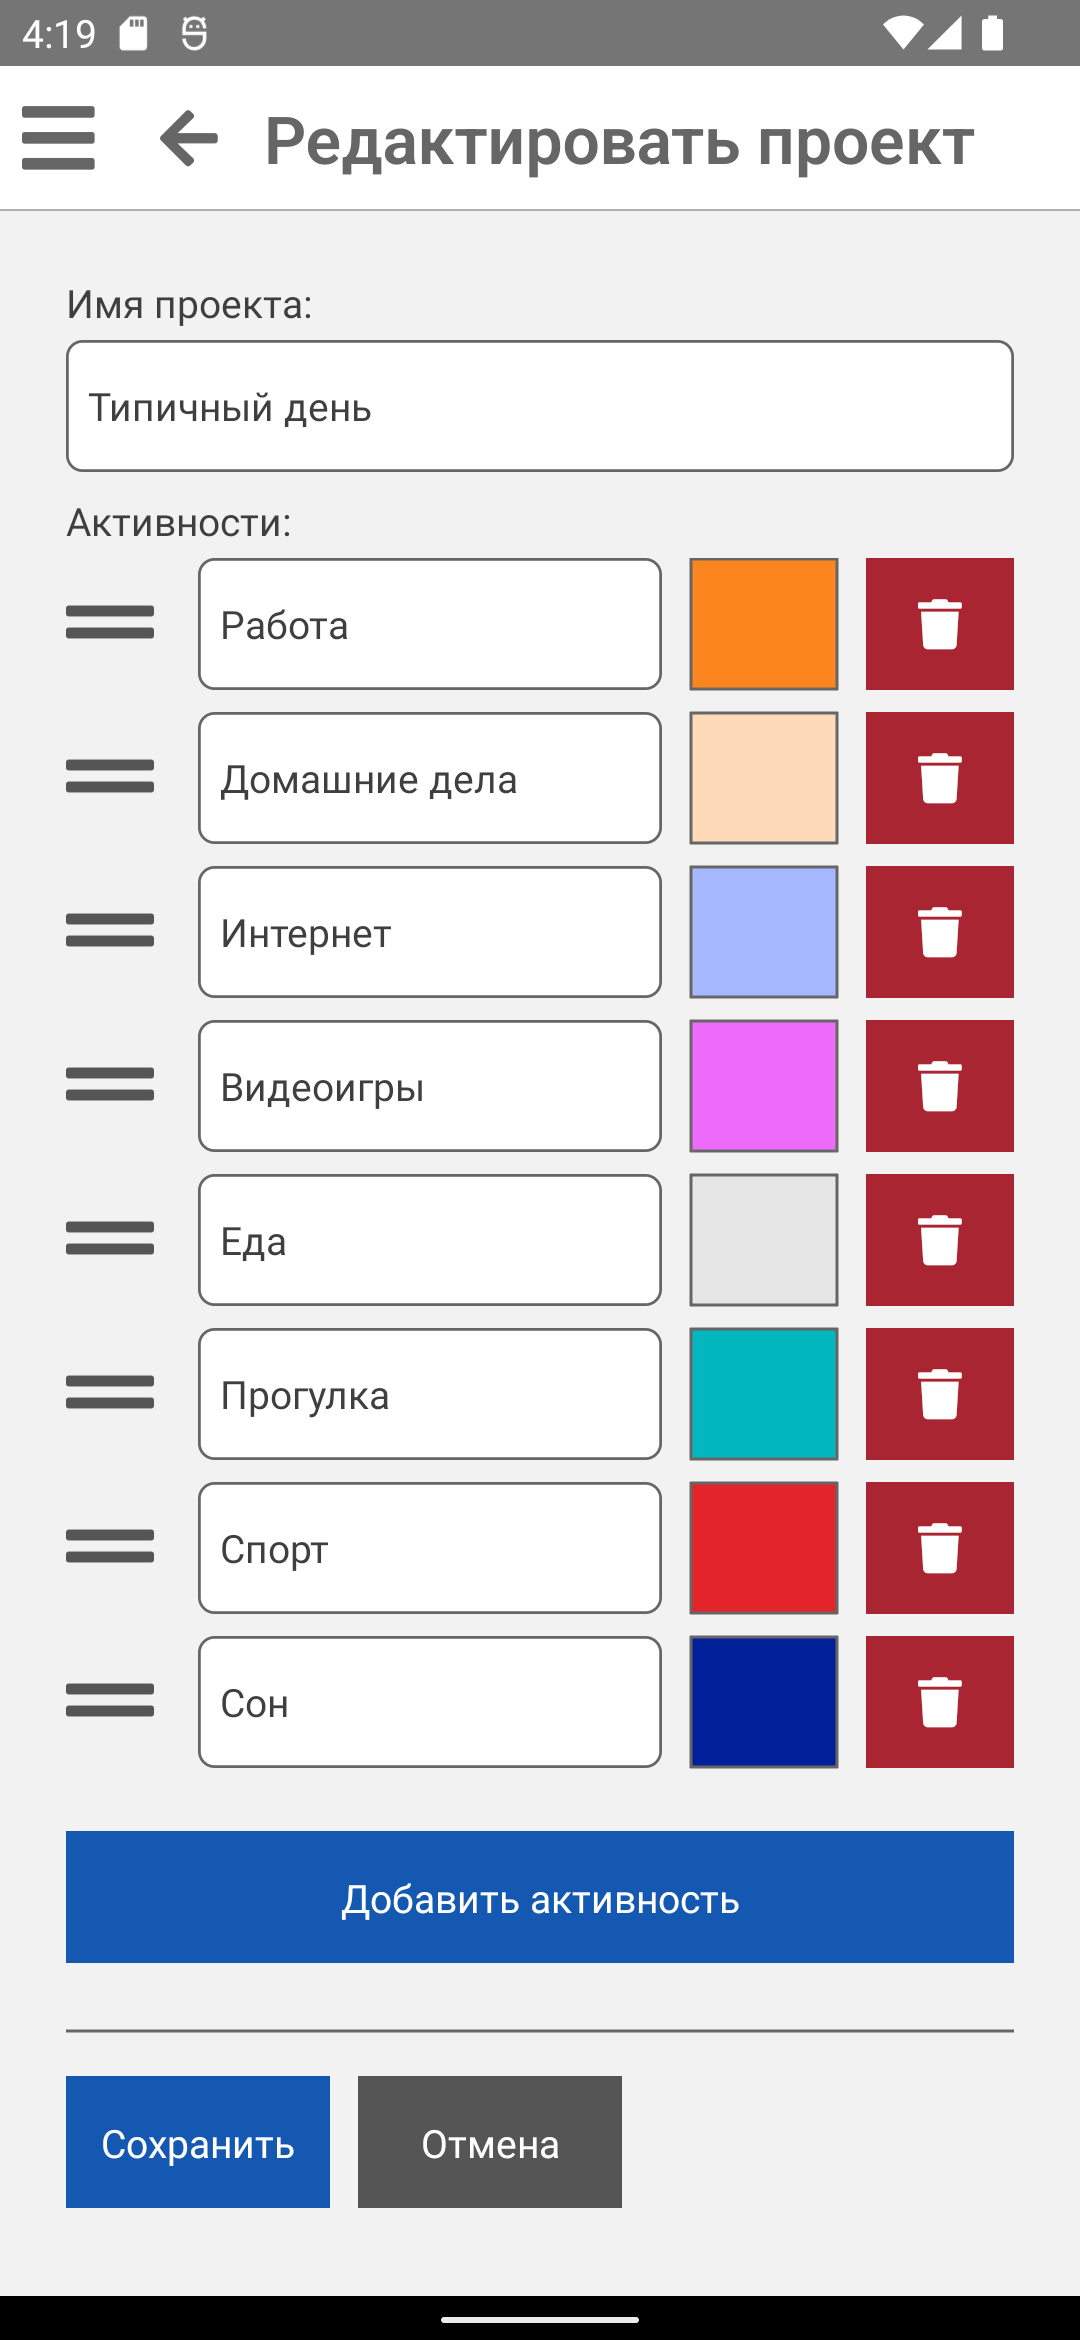 4:19
Редактировать проект
Имя проекта:
Типичный день
Активности:
Работа
Домашние дела
Интернет
Видеоигры
Еда
Прогулка
Спорт
Сон
Добавить активность
Сохранить
Отмена